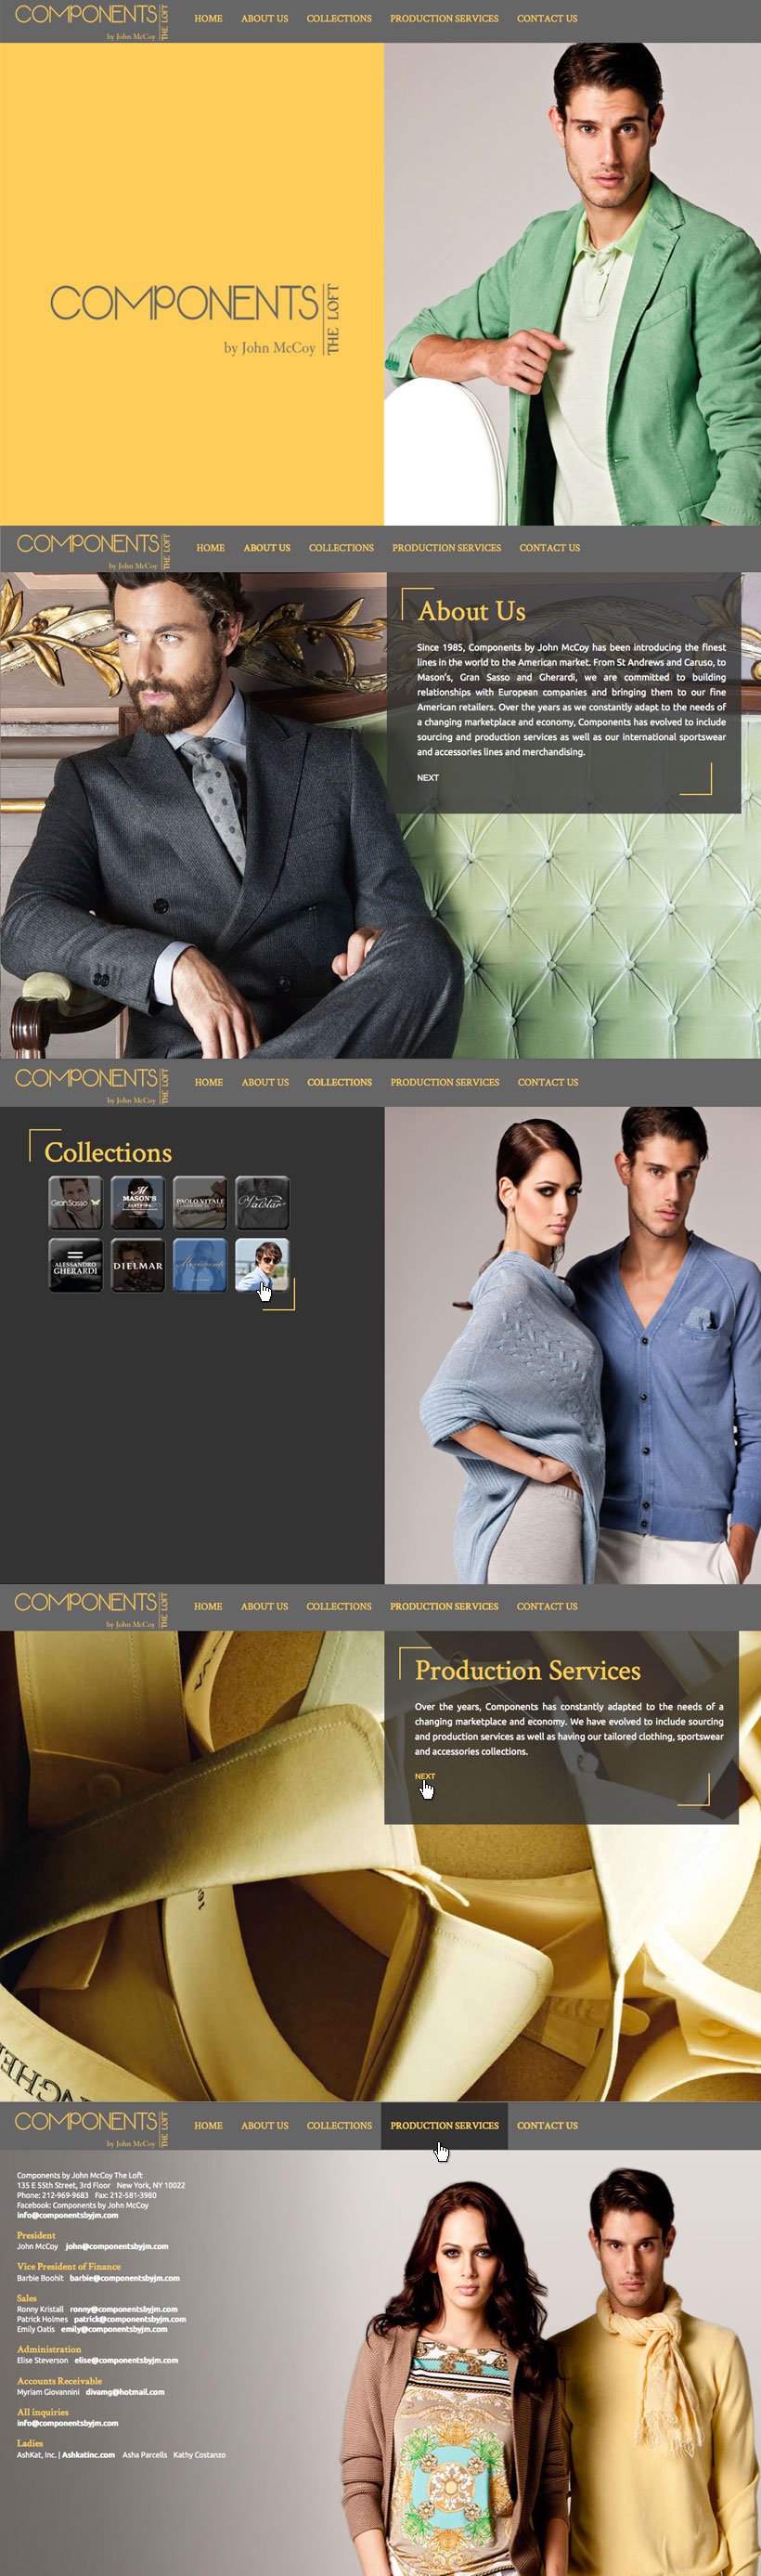 COMPONENTS
THE LOFT
by John McCoy
HOME ABOUT US COLLECTIONS PRODUCTION SERVICES CONTACT US
COMPONENTS
THE LOFT
by John McCoy
COMPONENTS
THE LOFT
by John McCoy
HOME ABOUT US COLLECTIONS PRODUCTION SERVICES CONTACT US
About Us
Since 1985, Components by John McCoy has been introducing the finest
lines in the world to the American market. From St Andrews and Caruso, to
Mason's, Gran Sasso and Gherardi, we are committed to building
relationships with European companies and bringing them to our fine
American retailers. Over the years as we constantly adapt to the needs of
a changing marketplace and economy, Components has evolved to include
sourcing and production services as well as our international sportswear
and accessories lines and merchandising.
NEXT
COMPONENTS
THE LOFT
by John McCoy
HOME ABOUT US COLLECTIONS PRODUCTION SERVICES CONTACT US
Collections
GranSasso
M
MASON'S
PAOLO VITALE
Valstar
ALESSANDRO
GHERARDI
DIELMAR
COMPONENTS
THE LOFT
by John McCoy
HOME ABOUT US COLLECTIONS PRODUCTION SERVICES CONTACT US
Production Services
Over the years, Components has constantly adapted to the needs of a
changing marketplace and economy. We have evolved to include sourcing
and production services as well as having our tailored clothing, sportswear
and accessories collections.
NEXT
COMPONENTS
THE LOFT
by John McCoy
HOME ABOUT US COLLECTIONS PRODUCTION SERVICES CONTACT US
Components by John McCoy The Loft
135 E 55th Street, 3rd Floor New York, NY 10022
Phone: 212-969-9683 Fax: 212-581-3980
Facebook: Components by John McCoy
info@componentsbyjm.com
President
John McCoy john@componentsbyjm.com
Vice President of Finance
Barbie Boohit barbie@componentsbyjm.com
Sales
Ronny Kristall ronny@componentsbyjm.com
Patrick Holmes patrick@componentsbyjm.com
Emily Oatis emily@componentsbyjm.com
Administration
Elise Steverson elise@componentsbyjm.com
Accounts Receivable
Myriam Giovannini divamg@hotmail.com
All inquiries
info@componentsbyjm.com
Ladies
AshKat, Inc. | Ashkatinc.com Asha Parcells Kathy Costanzo